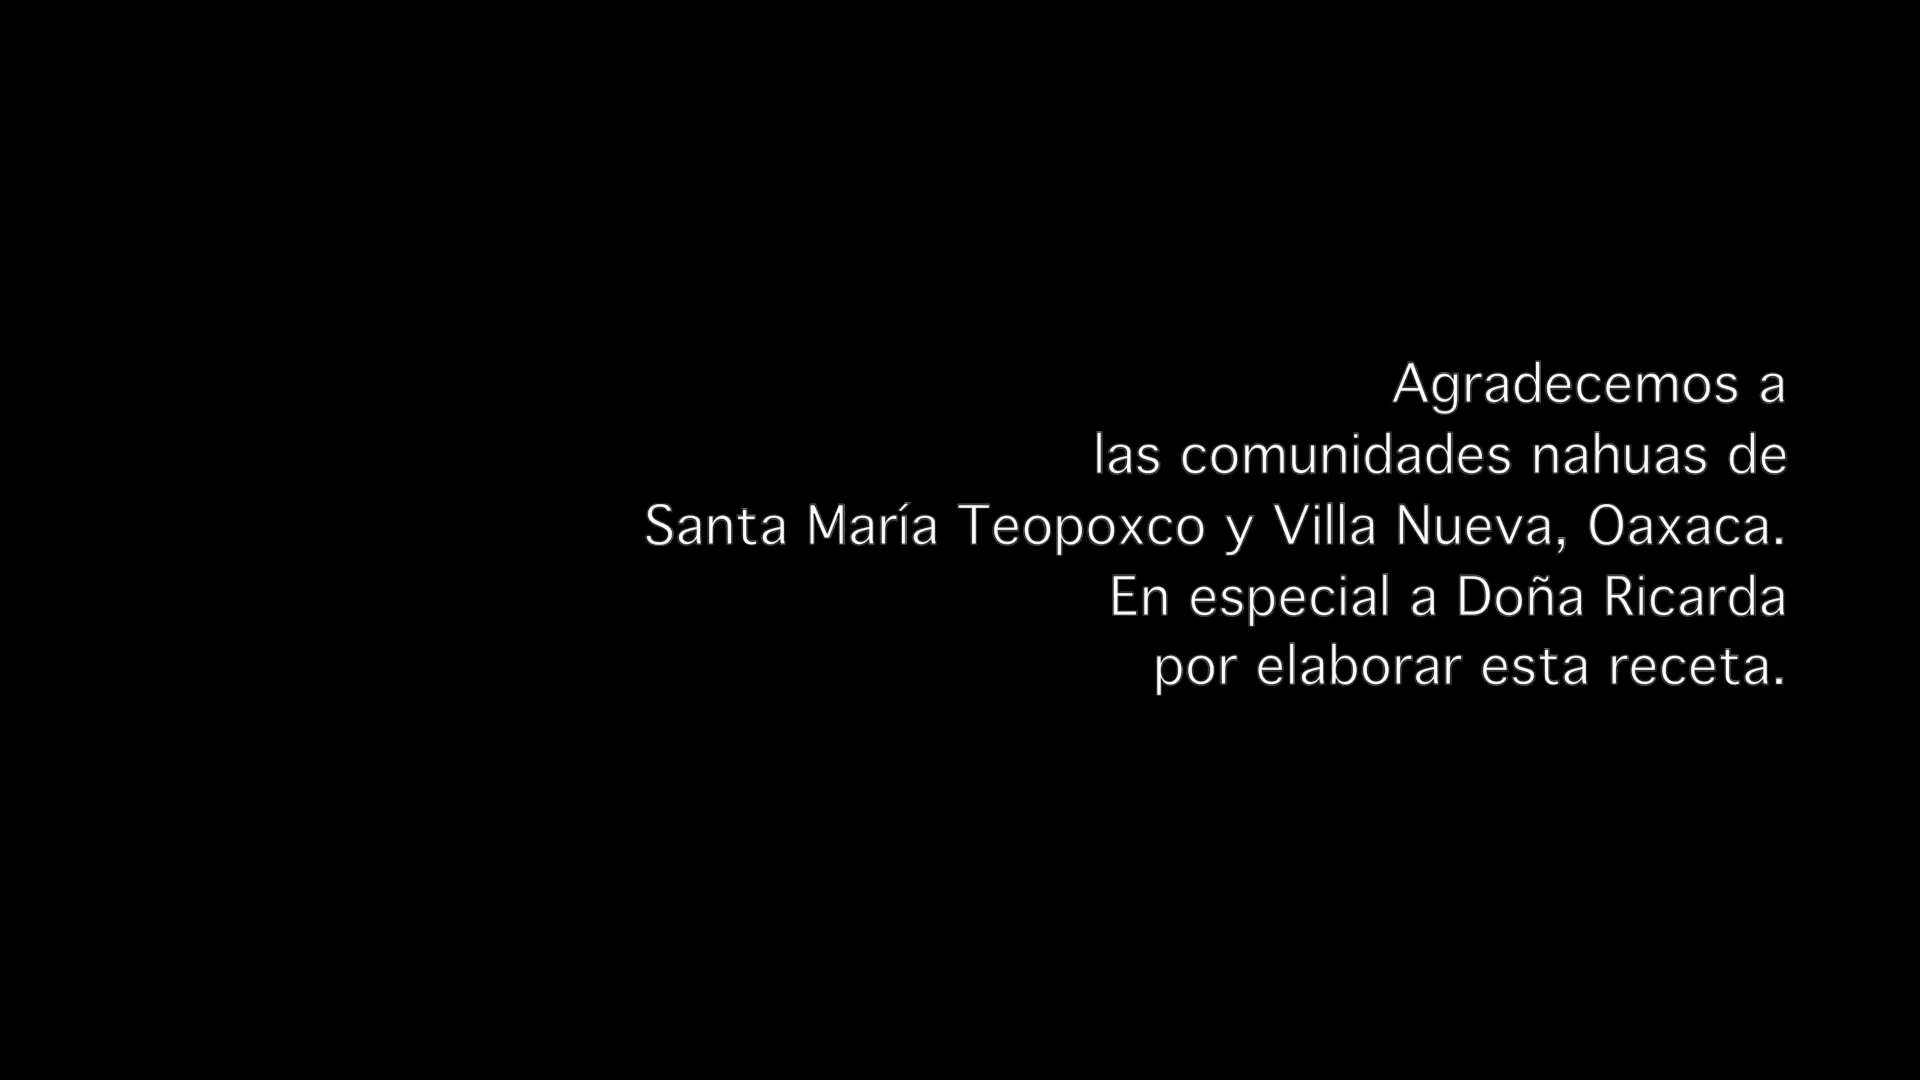 Agradecemos a
las comunidades nahuas de
Santa María Teopoxco y Villa Nueva, Oaxaca.
En especial a Doña Ricarda
por elaborar esta receta.